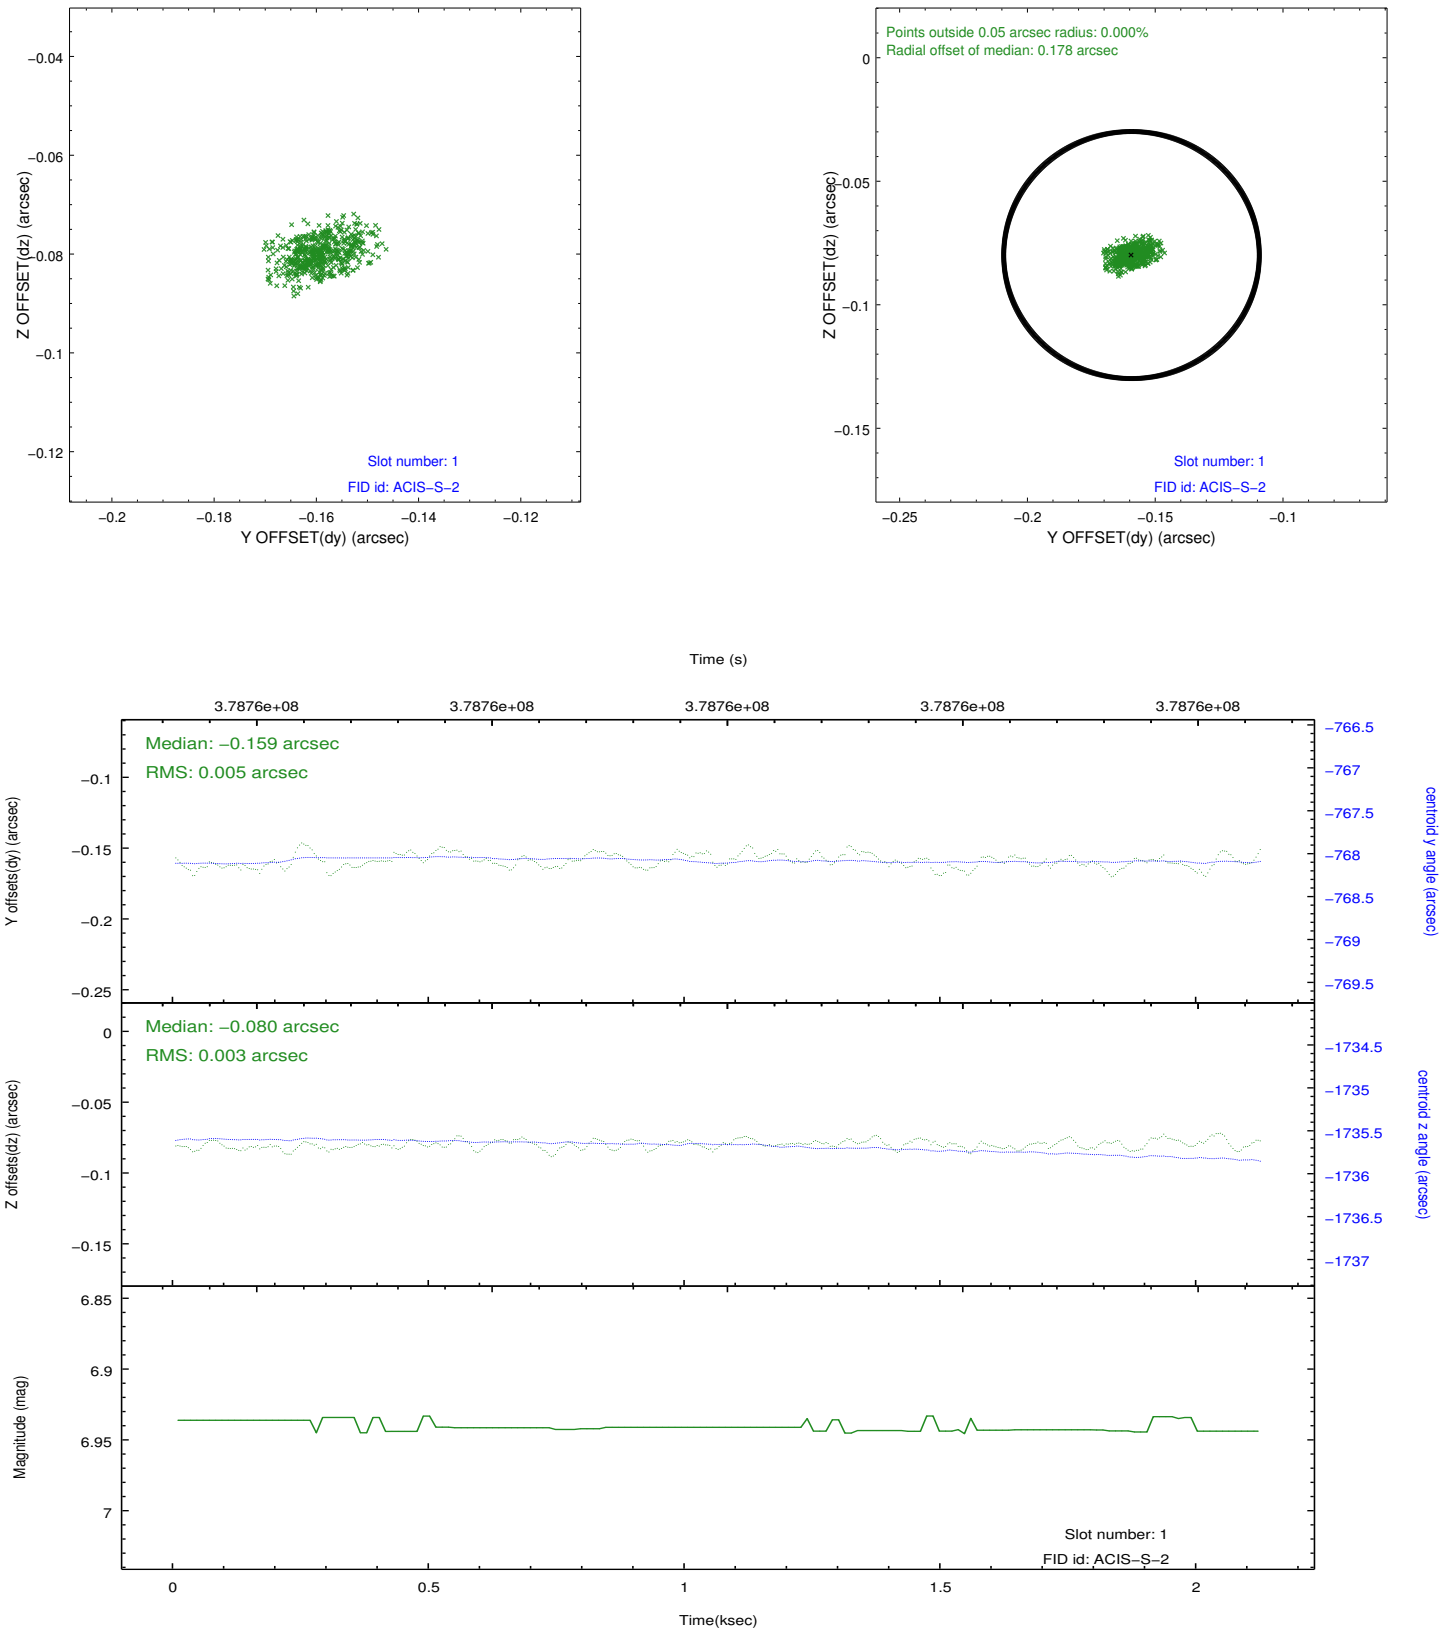 −0.04
−0.06
−0.08
−0.1
−0.12
Z OFFSET(dz) (arcsec)
Slot number: 1
FID id: ACIS−S−2
−0.2
−0.18
−0.16
−0.14
−0.12
Y OFFSET(dy) (arcsec)
Points outside 0.05 arcsec radius: 0.000%
Radial offset of median: 0.178 arcsec
0
−0.05
−0.1
−0.15
Z OFFSET(dz) (arcsec)
Slot number: 1
FID id: ACIS−S−2
−0.25
−0.2
−0.15
−0.1
Y OFFSET(dy) (arcsec)
Time (s)
3.7876e+08
3.7876e+08
3.7876e+08
3.7876e+08
3.7876e+08
Median: −0.159 arcsec
RMS: 0.005 arcsec
−0.1
−0.15
−0.2
−0.25
Y offsets(dy) (arcsec)
−766.5
−767
−767.5
−768
−768.5
−769
−769.5
centroid y angle (arcsec)
Median: −0.080 arcsec
RMS: 0.003 arcsec
0
−0.05
−0.1
−0.15
Z offsets(dz) (arcsec)
−1734.5
−1735
−1735.5
−1736
−1736.5
−1737
centroid z angle (arcsec)
6.85
6.9
6.95
7
Magnitude (mag)
Slot number: 1
FID id: ACIS−S−2
0
0.5
1
1.5
2
Time(ksec)